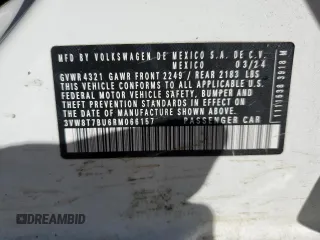 MFD BY VOLKSWAGEN DE MEXICO S.A. DE C.V.
MEXICO 03/24
GVWR 4321 GAWR FRONT 2249 / REAR 2183 LBS
THIS VEHICLE CONFORMS TO ALL APPLICABLE U.S.
FEDERAL MOTOR VEHICLE SAFETY, BUMPER AND
THEFT PREVENTION STANDARDS IN EFFECT ON THE
DATE OF MANUFACTURE SHOWN ABOVE.
3VW8T7BU6RM066157 PASSENGER CAR